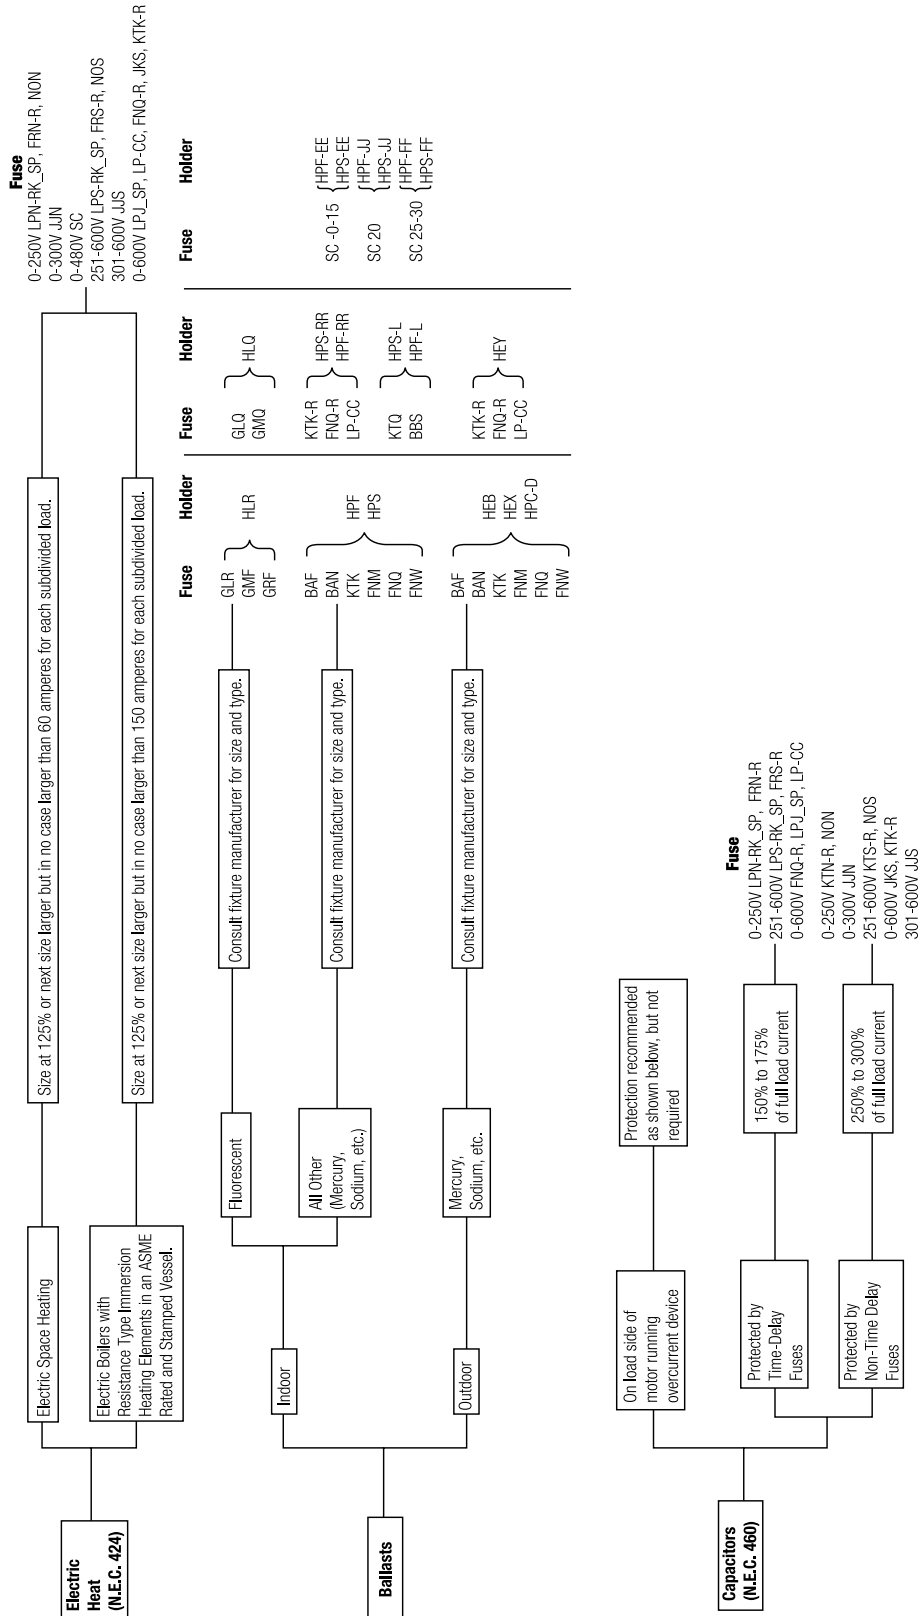 Electric
Heat
(N.E.C. 424)
Electric Space Heating
Size at 125% or next size larger but in no case larger than 60 amperes for each subdivided load.
Electric Boilers with
Resistance Type Immersion
Heating Elements in an ASME
Rated and Stamped Vessel.
Size at 125% or next size larger but in no case larger than 150 amperes for each subdivided load.
Fuse
0-250V LPN-RK_SP, FRN-R, NON
0-300V JJN
0-480V SC
251-600V LPS-RK_SP, FRS-R, NOS
301-600V JJS
0-600V LPJ_SP, LP-CC, FNQ-R, JKS, KTK-R
Fuse
Holder
Fuse
Holder
Fuse
Holder
Ballasts
Indoor
Fluorescent
Consult fixture manufacturer for size and type.
GLR
GMF
GRF
HLR
GLQ
GMQ
HLQ
All Other
(Mercury,
Sodium, etc.)
Consult fixture manufacturer for size and type.
BAF
BAN
KTK
FNM
FNQ
FNW
HPF
HPS
KTK-R
FNQ-R
LP-CC
HPS-RR
HPF-RR
KTQ
BBS
HPS-L
HPF-L
SC -0-15
HPF-EE
HPS-EE
SC 20
HPF-JJ
HPS-JJ
SC 25-30
HPF-FF
HPS-FF
Outdoor
Mercury,
Sodium, etc.
Consult fixture manufacturer for size and type.
BAF
BAN
KTK
FNM
FNQ
FNW
HEB
HEX
HPC-D
KTK-R
FNQ-R
LP-CC
HEY
Capacitors
(N.E.C. 460)
On load side of
motor running
overcurrent device
Protection recommended
as shown below, but not
required
Protected by
Time-Delay
Fuses
150% to 175%
of full load current
Fuse
0-250V LPN-RK_SP, FRN-R
251-600V LPS-RK_SP, FRS-R
0-600V FNQ-R, LPJ_SP, LP-CC
Protected by
Non-Time Delay
Fuses
250% to 300%
of full load current
0-250V KTN-R, NON
0-300V JJN
251-600V KTS-R, NOS
0-600V JKS, KTK-R
301-600V JJS